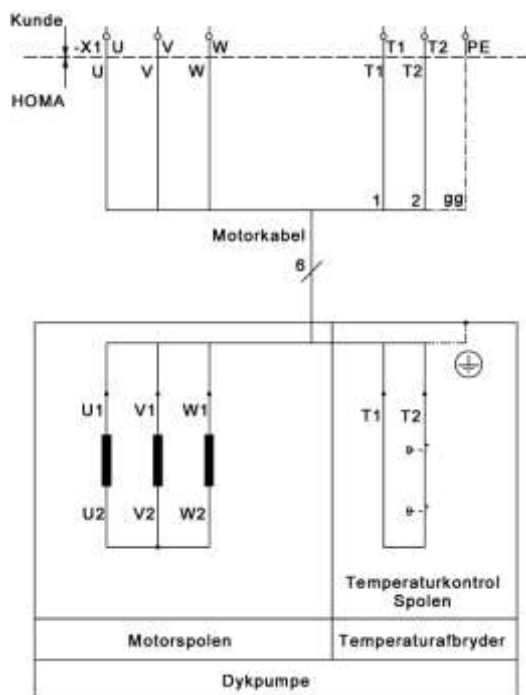 Kunde
-X1 U V W T1 T2 PE
U V W T1 T2
HOMA
1 2 gg
Motorkabel
6
U1 V1 W1 T1 T2
U2 V2 W2
Temperaturkontrol
Spolen
Motorspolen Temperaturafbryder
Dykpumpe